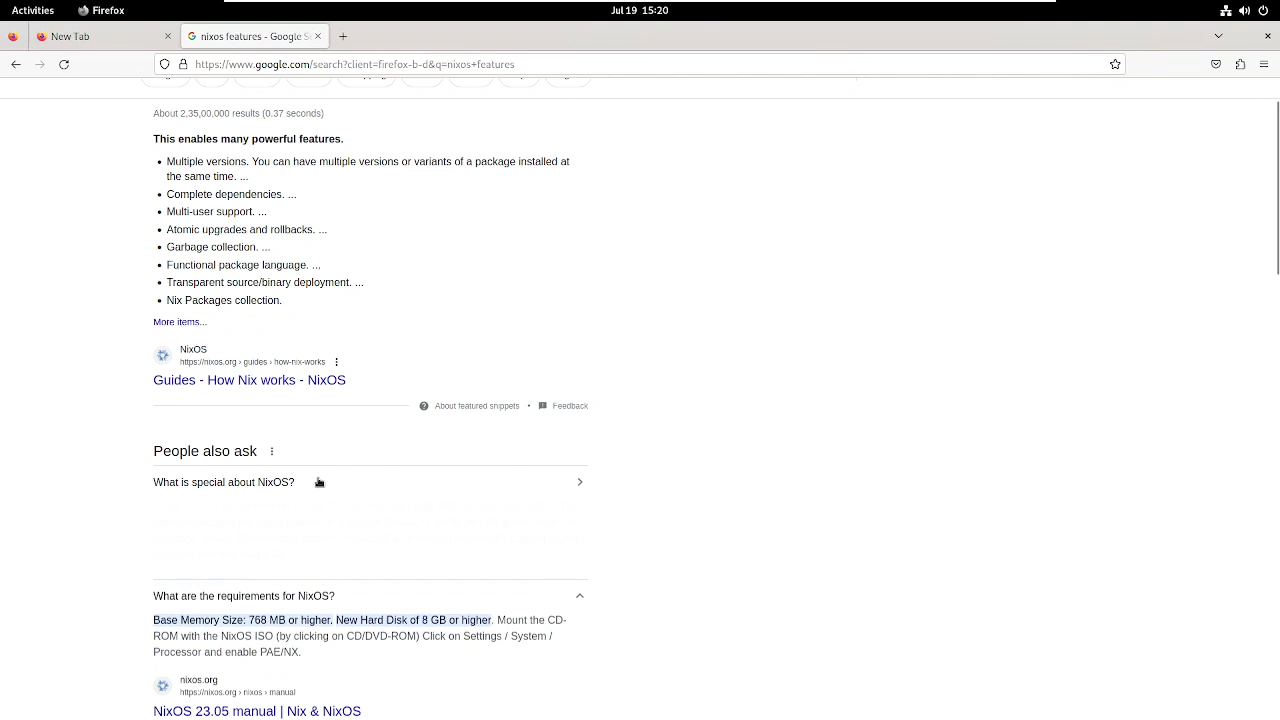 Activities Firefox Jul 19 15:20
New Tab nixos features - Google S
https://www.google.com/search?client=firefox-b-d&q=nixos+features
About 2,35,00,000 results (0.37 seconds)
This enables many powerful features.
• Multiple versions. You can have multiple versions or variants of a package installed at
the same time. ...
• Complete dependencies. ...
• Multi-user support. ...
• Atomic upgrades and rollbacks. ...
• Garbage collection. ...
• Functional package language. ...
• Transparent source/binary deployment. ...
• Nix Packages collection.
More items...
NixOS
https://nixos.org › guides › how-nix-works
Guides - How Nix works - NixOS
About featured snippets • Feedback
People also ask
What is special about NixOS?
What are the requirements for NixOS?
Base Memory Size: 768 MB or higher. New Hard Disk of 8 GB or higher. Mount the CD-
ROM with the NixOS ISO (by clicking on CD/DVD-ROM) Click on Settings / System /
Processor and enable PAE/NX.
nixos.org
https://nixos.org › nixos › manual
NixOS 23.05 manual | Nix & NixOS